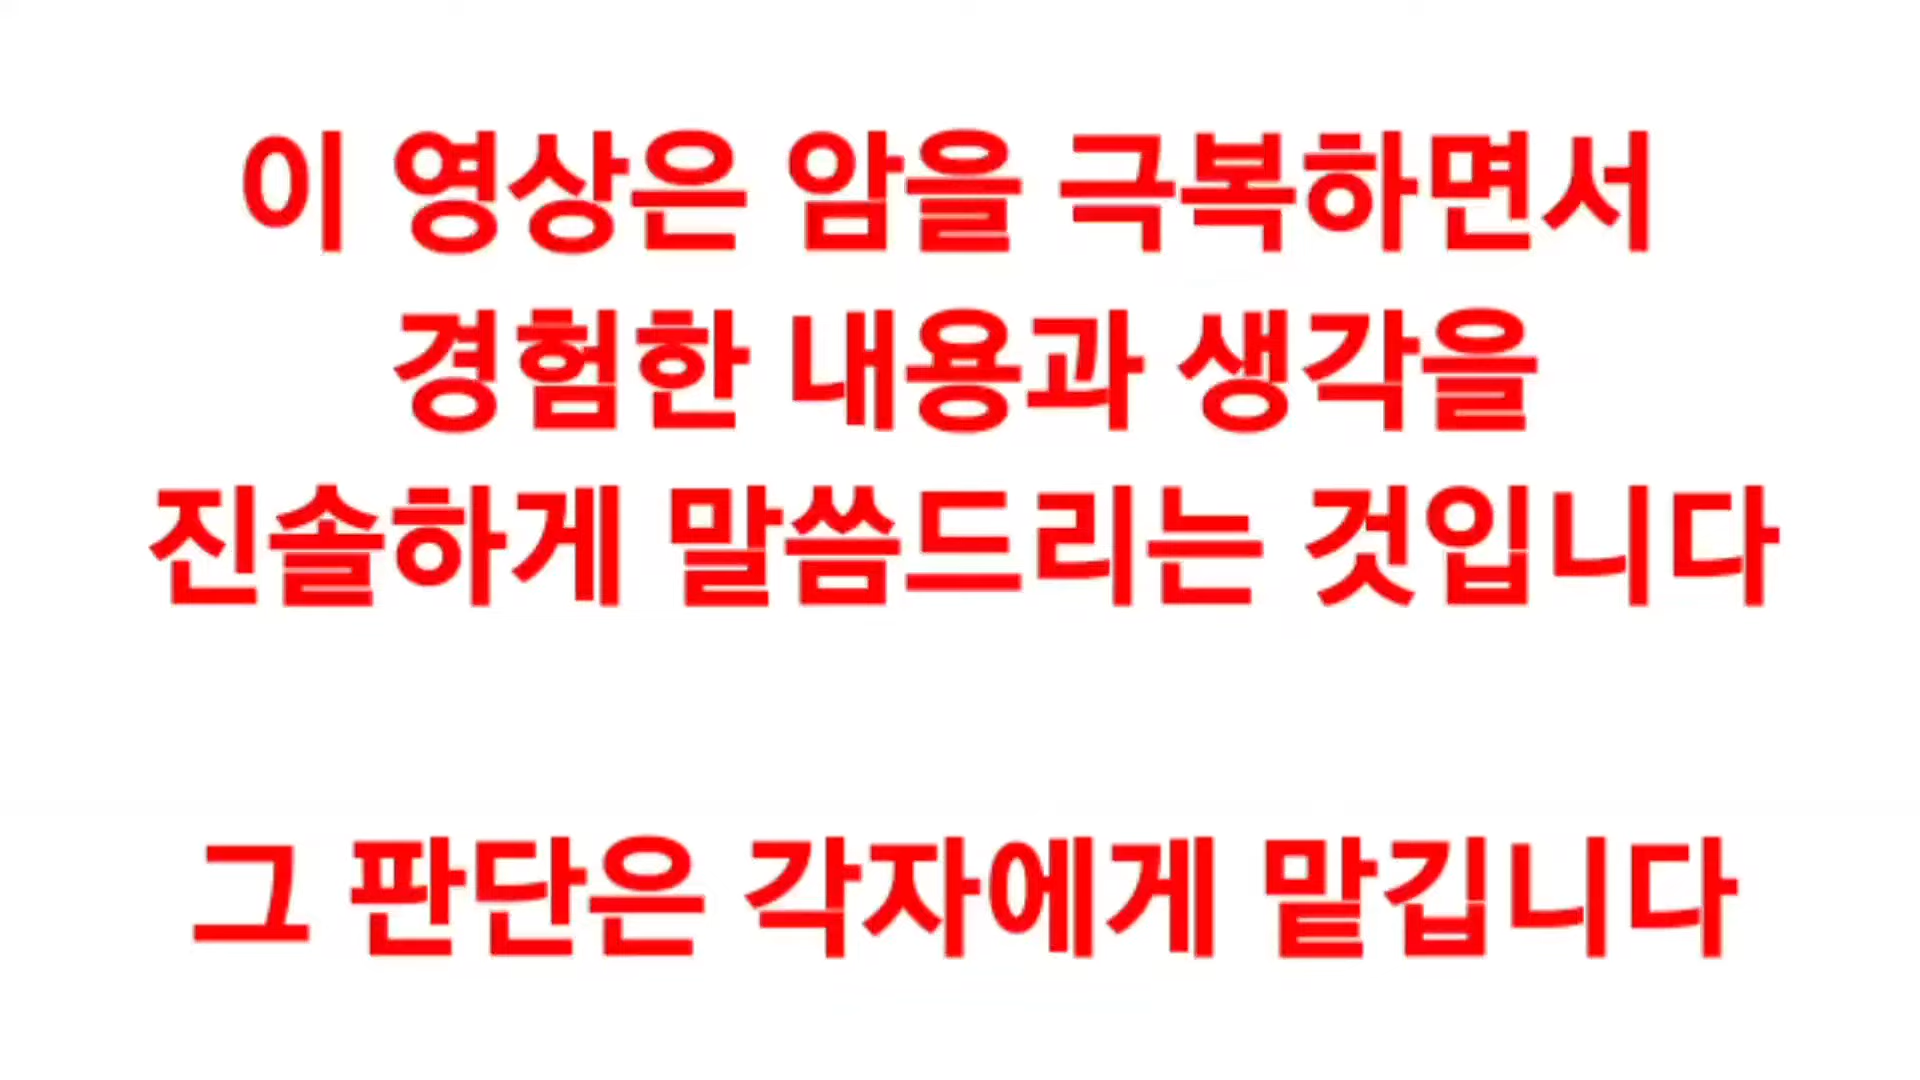 이 영상은 암을 극복하면서
경험한 내용과 생각을
진솔하게 말씀드리는 것입니다
그 판단은 각자에게 맡깁니다